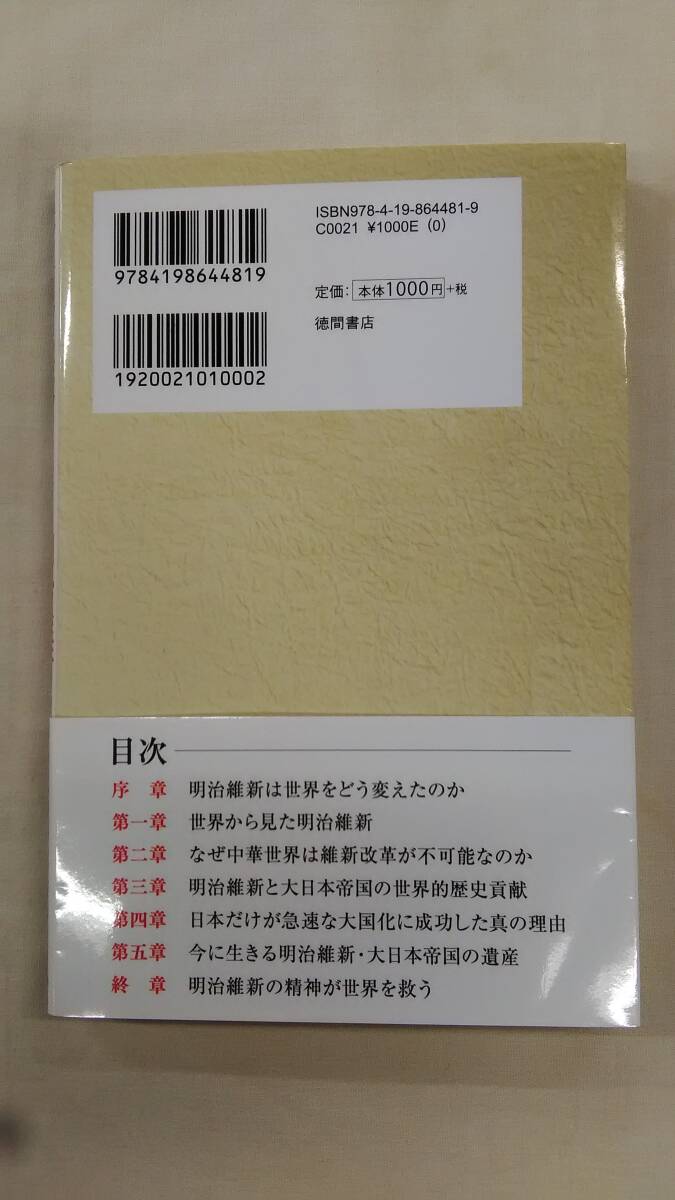 ISBN978-4-19-864481-9
C0021 ¥1000E (0)
9784198644819
定価：本体1000円+税
1920021010002
徳間書店
目次
序 章 明治維新は世界をどう変えたのか
第一章 世界から見た明治維新
第二章 なぜ中華世界は維新改革が不可能なのか
第三章 明治維新と大日本帝国の世界的歴史貢献
第四章 日本だけが急速な大国化に成功した真の理由
第五章 今に生きる明治維新・大日本帝国の遺産
終 章 明治維新の精神が世界を救う